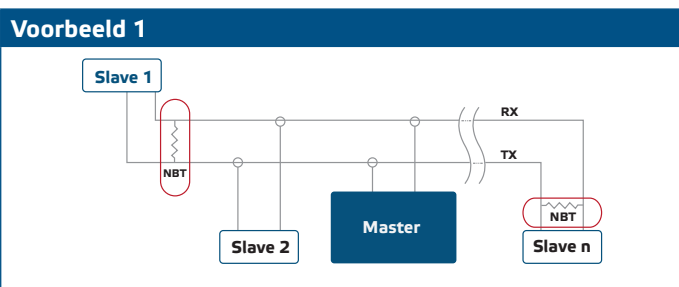 Voorbeeld 1
Slave 1
RX
TX
NBT
Master
NBT
Slave 2
Slave n